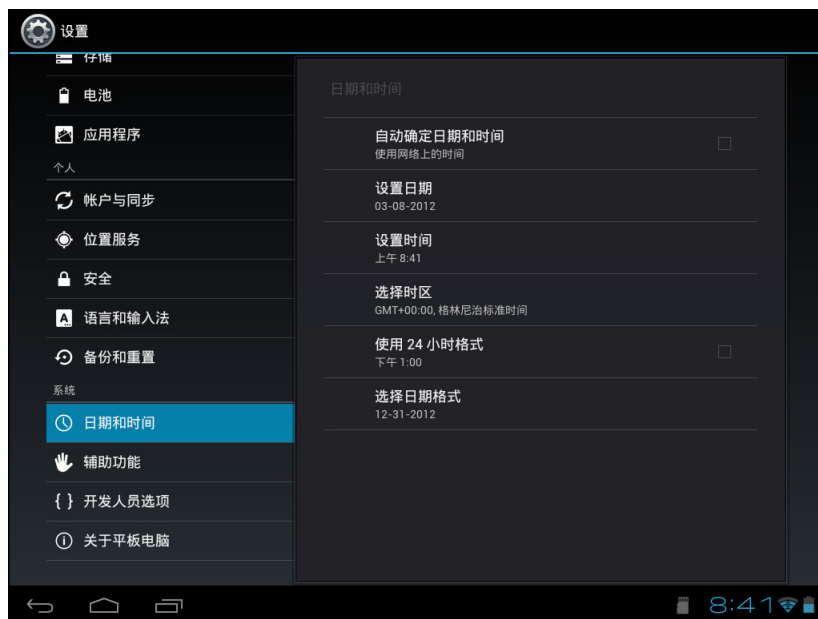 设置
存储
电池
应用程序
个人
帐户与同步
位置服务
安全
语言和输入法
备份和重置
系统
日期和时间
辅助功能
{ } 开发人员选项
关于平板电脑
日期和时间
自动确定日期和时间
使用网络上的时间
设置日期
03-08-2012
设置时间
上午 8:41
选择时区
GMT+00:00, 格林尼治标准时间
使用 24 小时格式
下午 1:00
选择日期格式
12-31-2012
8:41